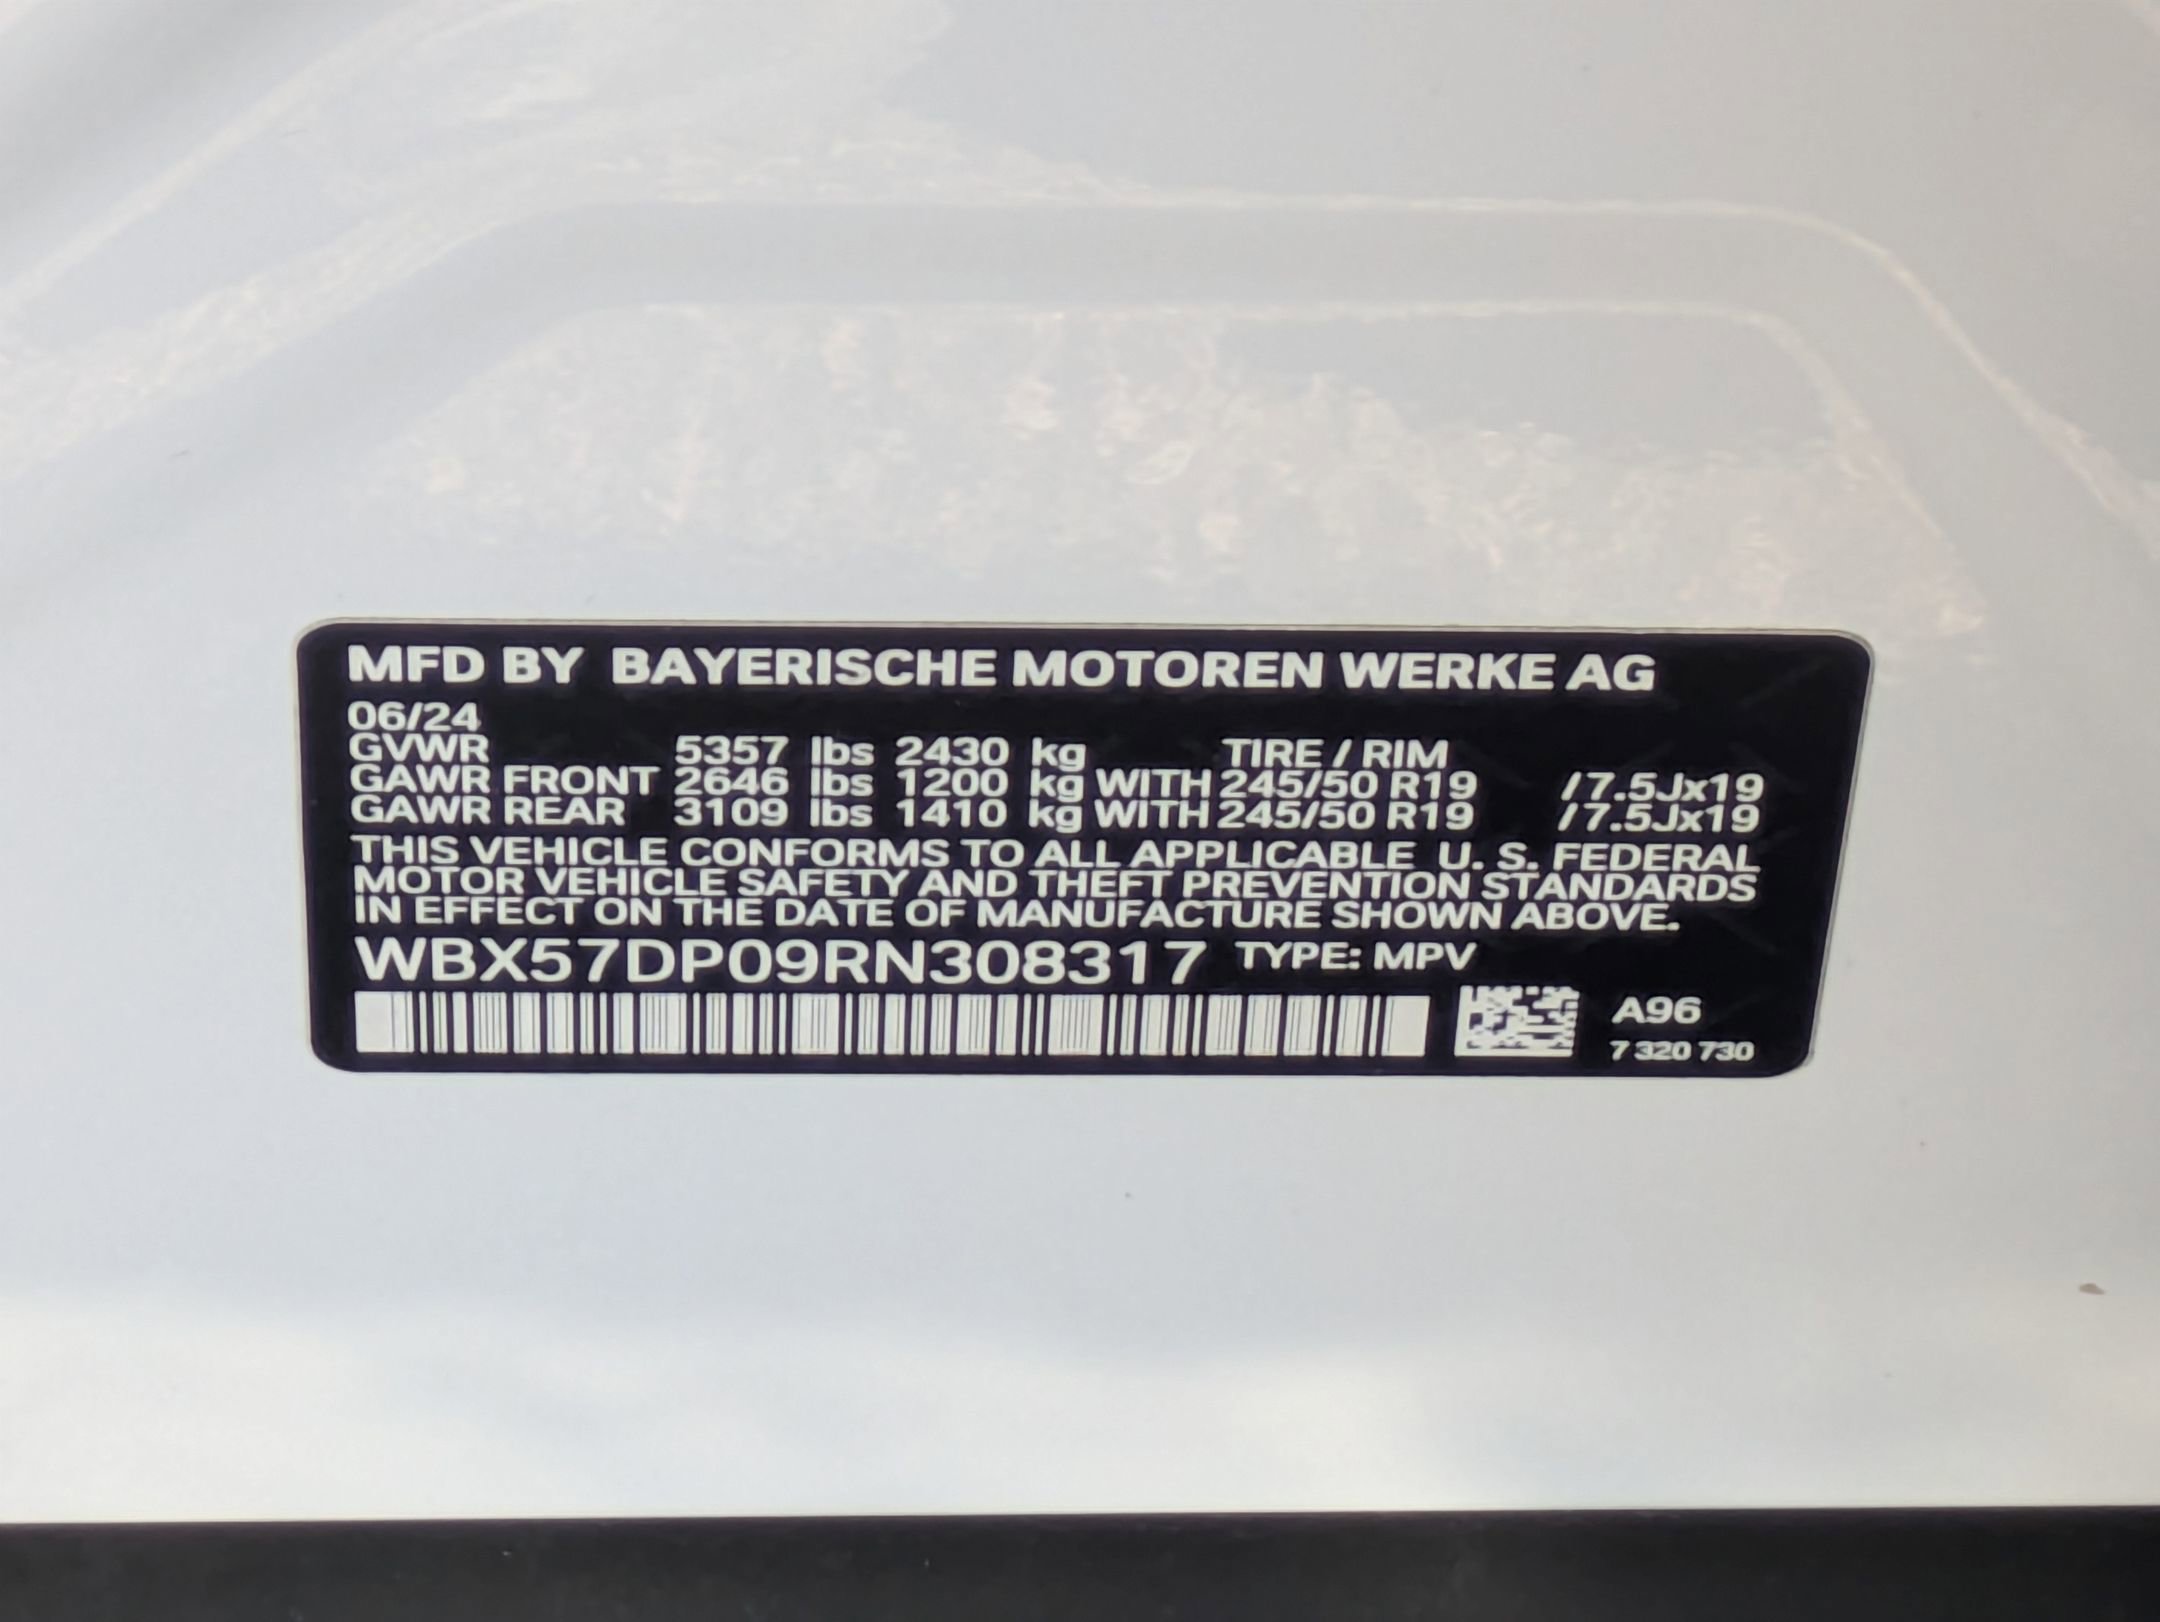 MFD BY BAYERISCHE MOTOREN WERKE AG
06/24
GVWR 5357 lbs 2430 kg TIRE / RIM
GAWR FRONT 2646 lbs 1200 kg WITH 245/50 R19 /7.5Jx19
GAWR REAR 3109 lbs 1410 kg WITH 245/50 R19 /7.5Jx19
THIS VEHICLE CONFORMS TO ALL APPLICABLE U. S. FEDERAL
MOTOR VEHICLE SAFETY AND THEFT PREVENTION STANDARDS
IN EFFECT ON THE DATE OF MANUFACTURE SHOWN ABOVE.
WBX57DP09RN308317 TYPE: MPV
A96
7 320 730